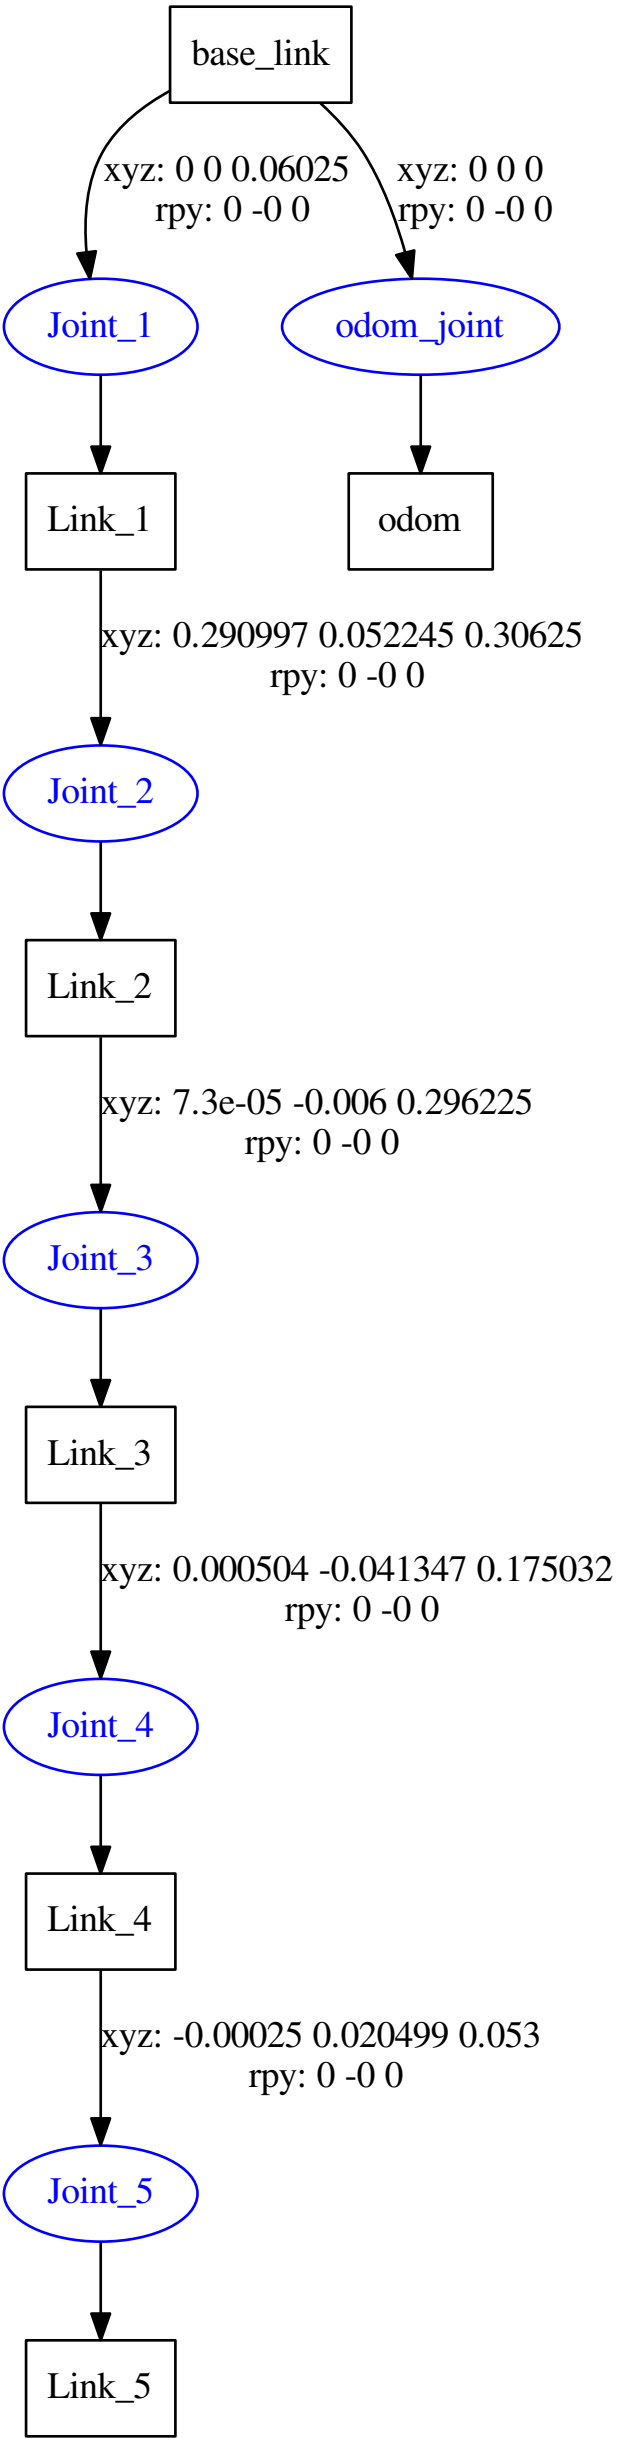 base_link
xyz: 0 0 0.06025
rpy: 0 -0 0
xyz: 0 0 0
rpy: 0 -0 0
Joint_1
odom_joint
Link_1
odom
xyz: 0.290997 0.052245 0.30625
rpy: 0 -0 0
Joint_2
Link_2
xyz: 7.3e-05 -0.006 0.296225
rpy: 0 -0 0
Joint_3
Link_3
xyz: 0.000504 -0.041347 0.175032
rpy: 0 -0 0
Joint_4
Link_4
xyz: -0.00025 0.020499 0.053
rpy: 0 -0 0
Joint_5
Link_5